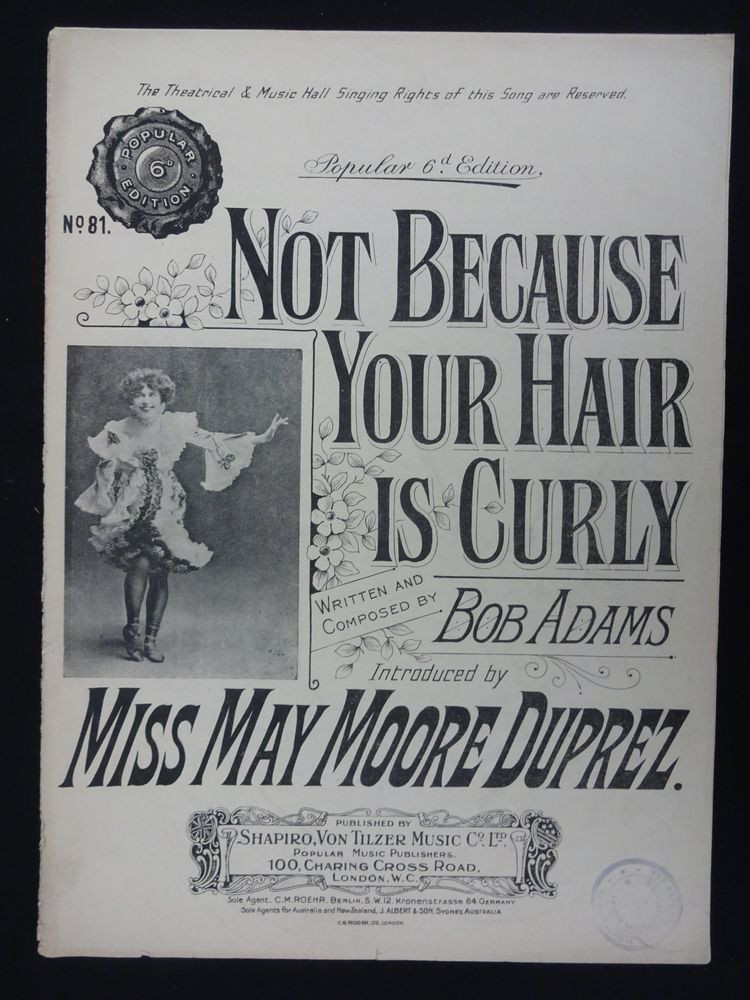 The Theatrical & Music Hall Singing Rights of this Song are Reserved.
POPULAR
6D
EDITION
Popular 6d. Edition,
No 81.
NOT BECAUSE
YOUR HAIR
IS CURLY
WRITTEN AND
COMPOSED BY
BOB ADAMS
Introduced by
MISS MAY MOORE DUPREZ.
PUBLISHED BY
SHAPIRO, VON TILZER MUSIC Co. LTD.
POPULAR MUSIC PUBLISHERS.
100, CHARING CROSS ROAD,
LONDON. W.C.
Sole Agent. C.M. ROEHR, BERLIN, S.W. 12. Kronenstrasse 64 GERMANY.
Sole Agents for Australia and New Zealand, J. ALBERT & SON, SYDNEY, AUSTRALIA
C.G. RODER, LTD, LONDON